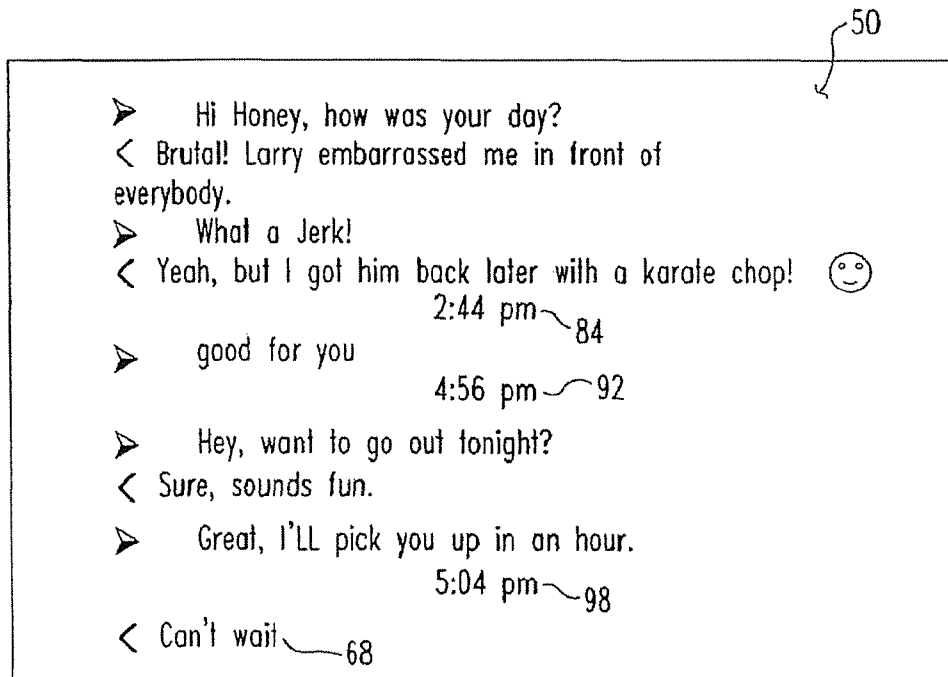 50
Hi Honey, how was your day?
< Brutal! Larry embarrassed me in front of
everybody.
What a Jerk!
< Yeah, but I got him back later with a karate chop!
2:44 pm 84
good for you
4:56 pm 92
Hey, want to go out tonight?
< Sure, sounds fun.
Great, I'LL pick you up in an hour.
5:04 pm 98
< Can't wait 68